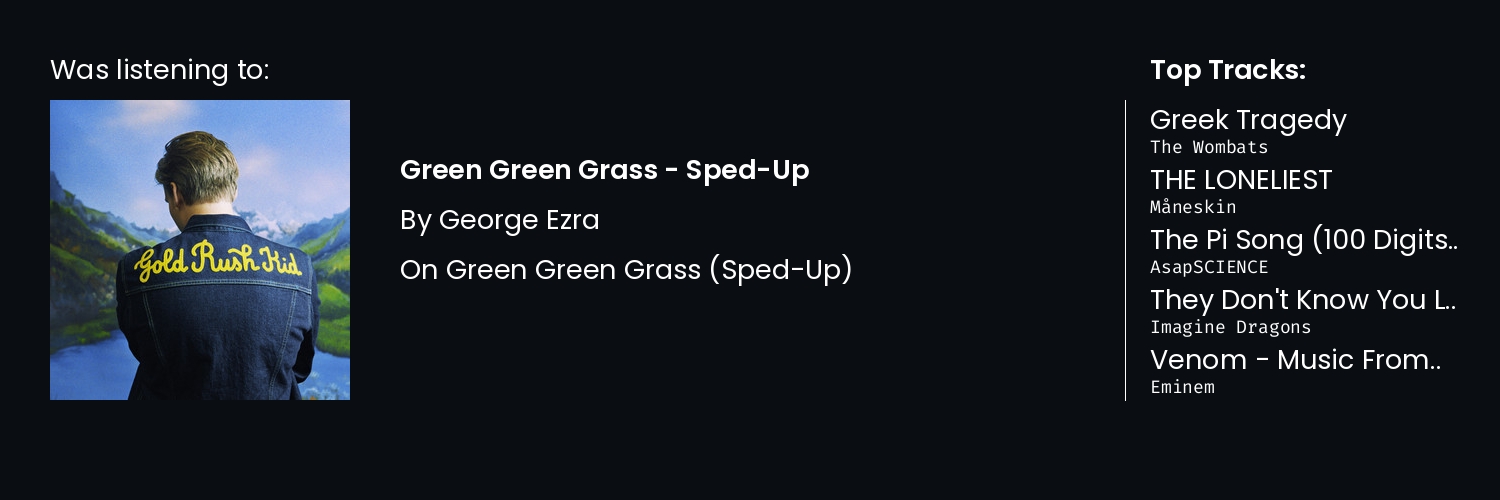 Was listening to:
Gold Rush Kid
Green Green Grass - Sped-Up
By George Ezra
On Green Green Grass (Sped-Up)
Top Tracks:
Greek Tragedy
The Wombats
THE LONELIEST
Måneskin
The Pi Song (100 Digits..
AsapSCIENCE
They Don't Know You L..
Imagine Dragons
Venom - Music From..
Eminem